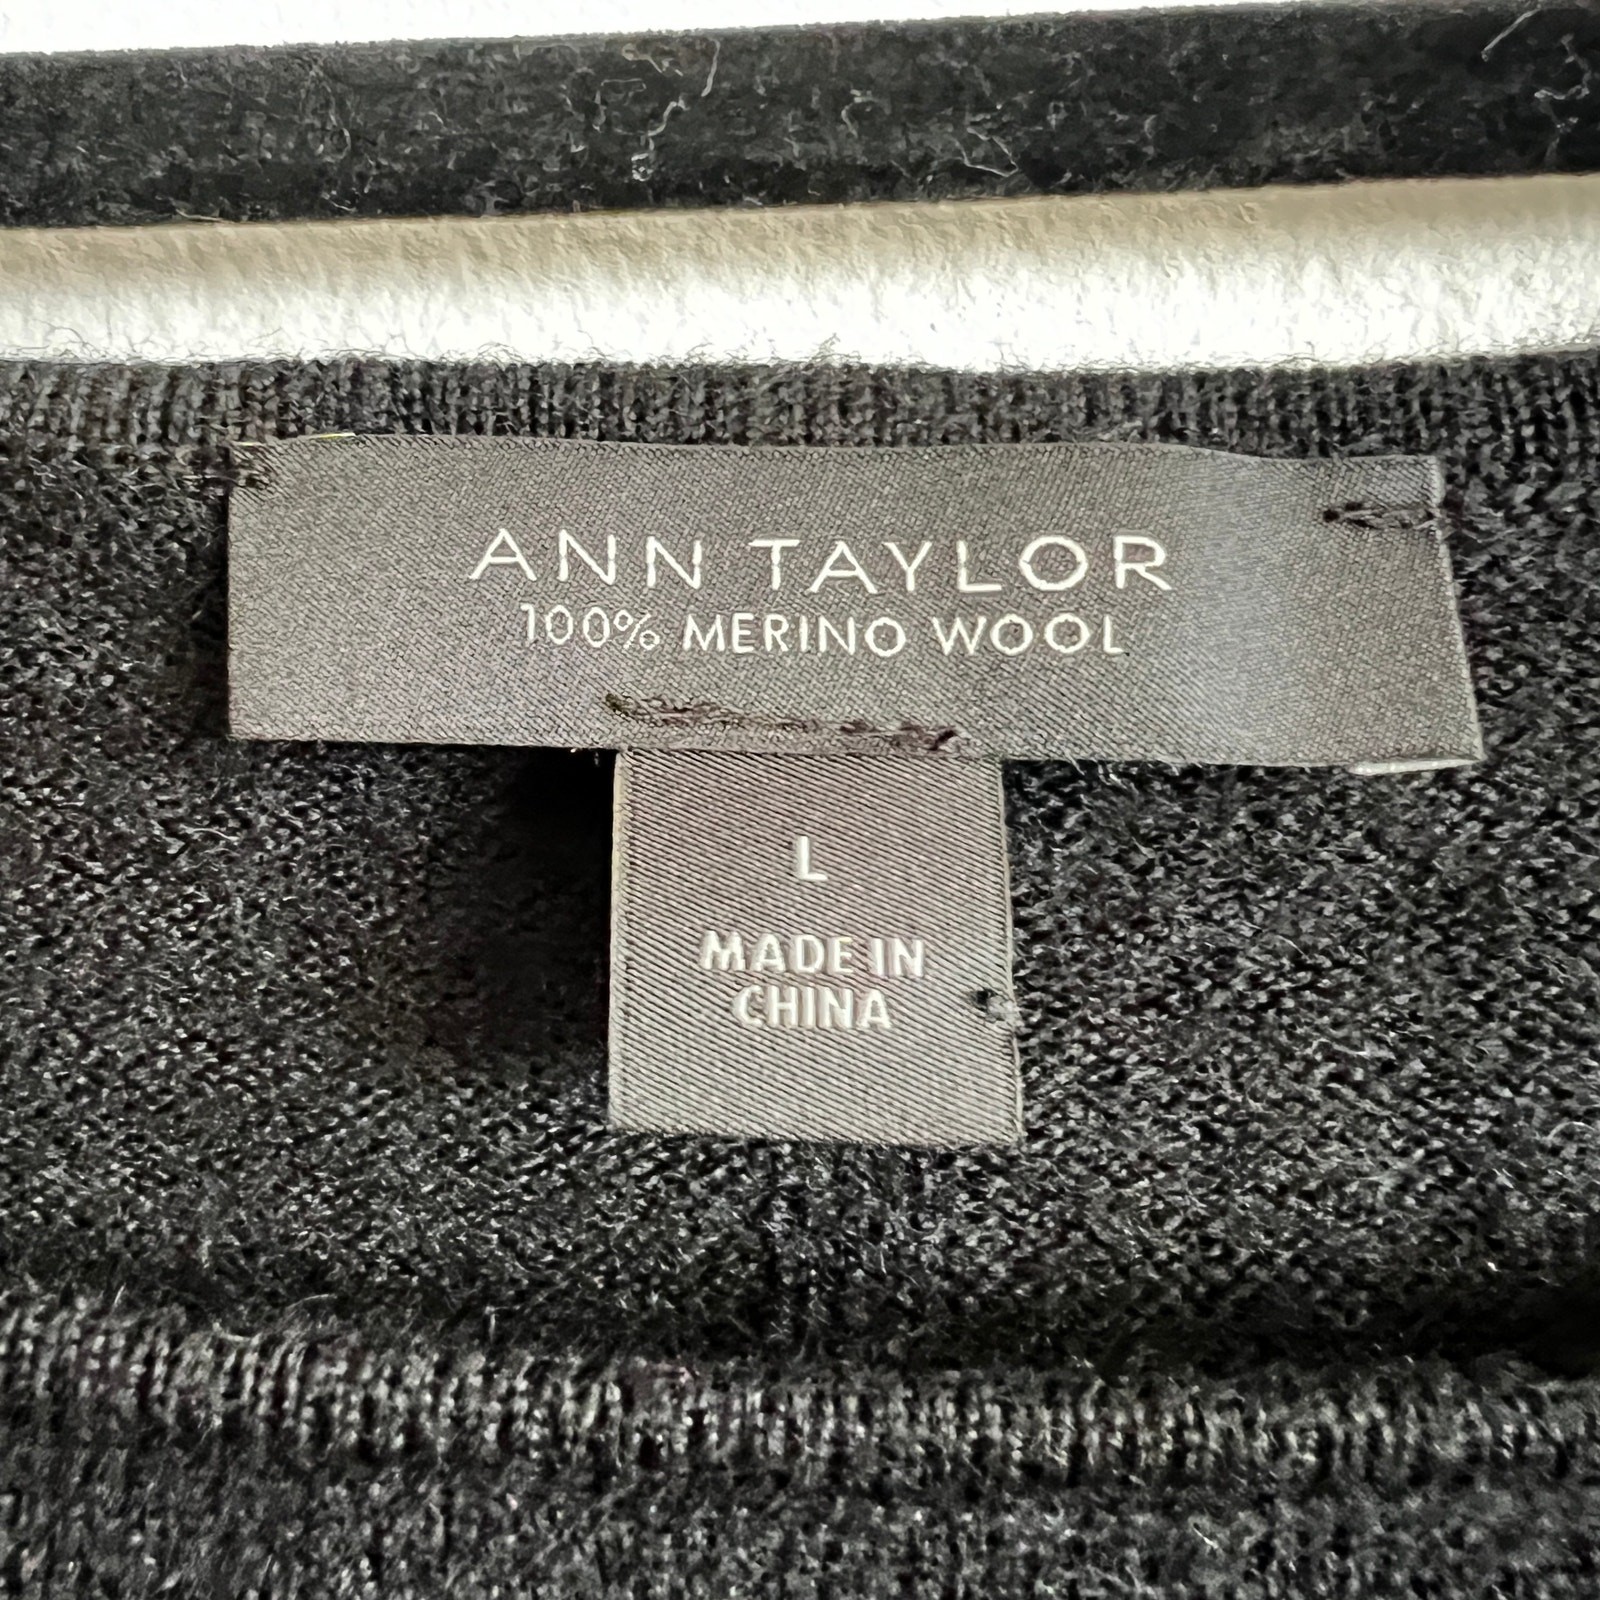 ANN TAYLOR
100% MERINO WOOL
L
MADE IN
CHINA